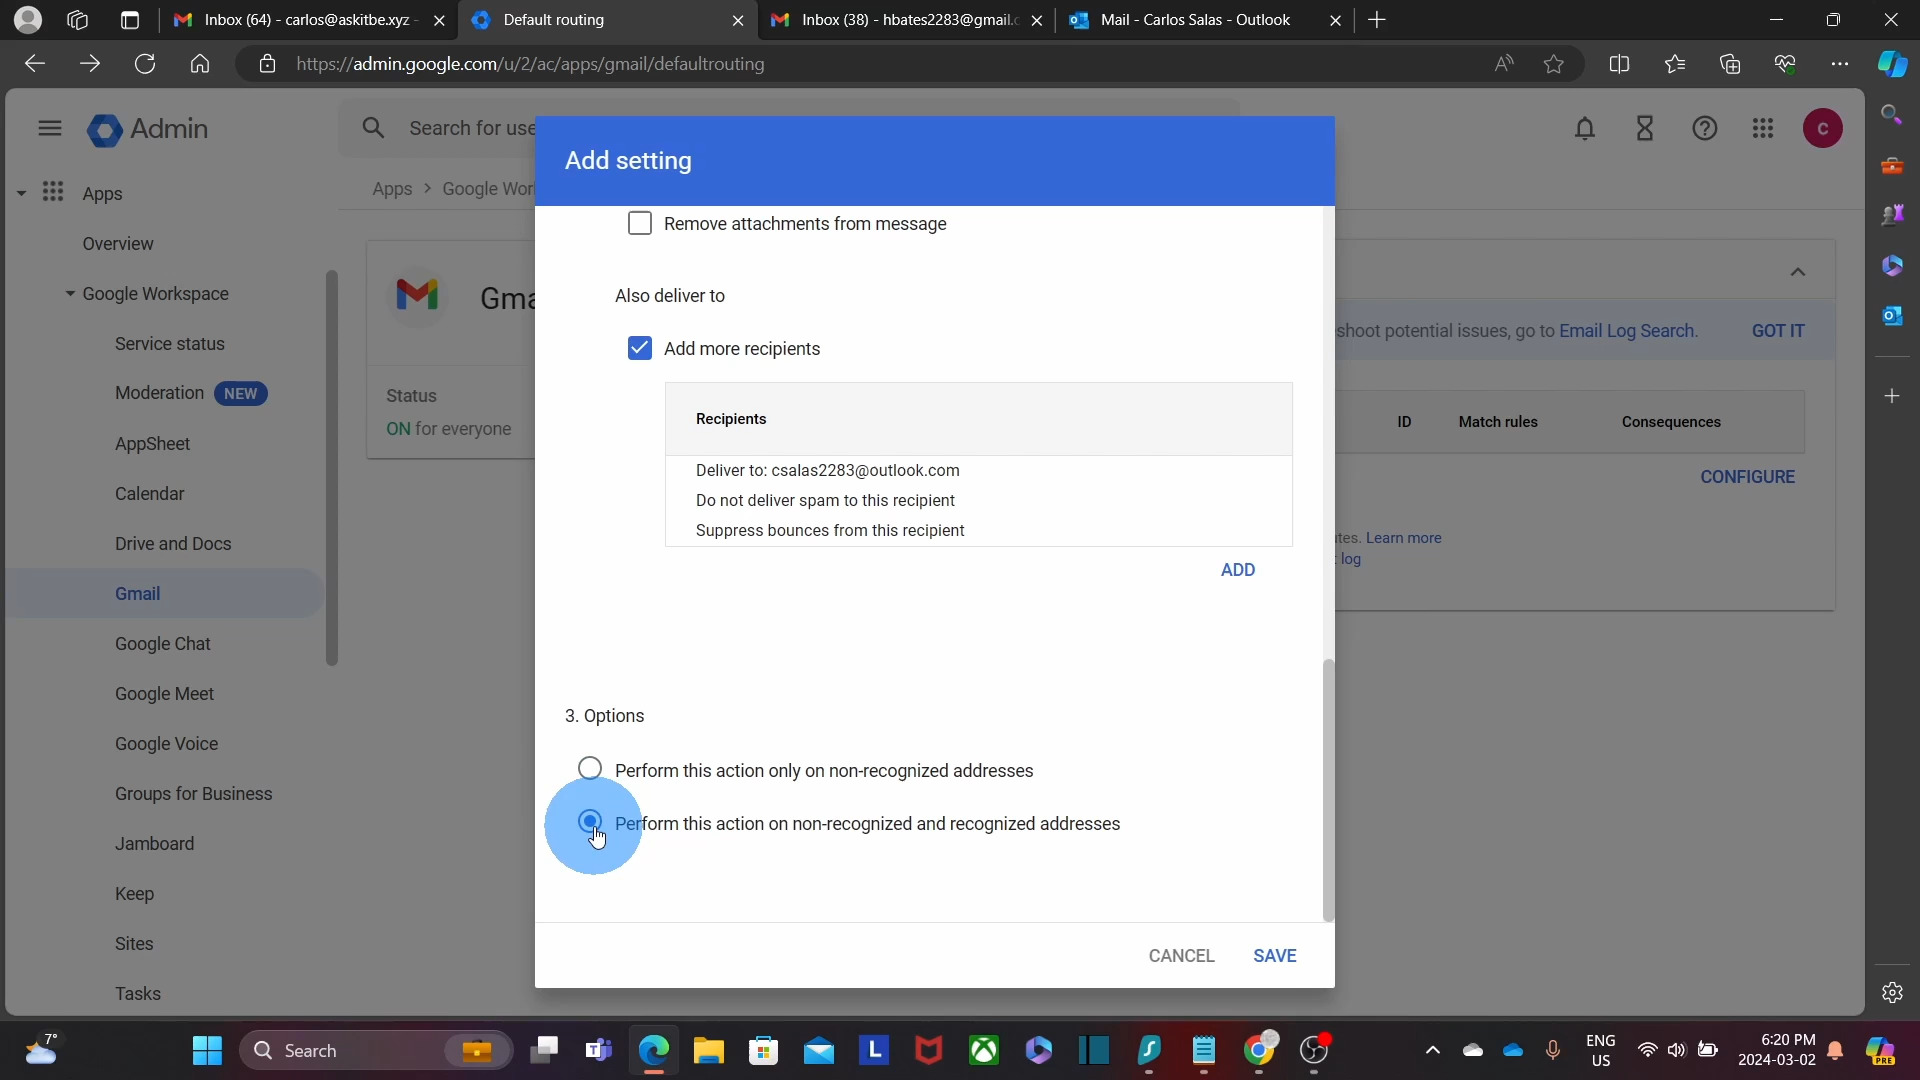 Inbox (64) - carlos@askitbe.xyz -
Default routing
Inbox (38) - hbates2283@gmail.c
Mail - Carlos Salas - Outlook
https://admin.google.com/u/2/ac/apps/gmail/defaultrouting
Admin
Search for use
C
Add setting
Apps
Apps > Google Wor
Remove attachments from message
Overview
Google Workspace
Gma
Also deliver to
shoot potential issues, go to Email Log Search.
GOT IT
Service status
Add more recipients
Moderation NEW
Status
ON for everyone
Recipients
ID
Match rules
Consequences
AppSheet
Deliver to: csalas2283@outlook.com
CONFIGURE
Calendar
Do not deliver spam to this recipient
Suppress bounces from this recipient
Drive and Docs
Learn more
log
ADD
Gmail
Google Chat
Google Meet
3. Options
Google Voice
Perform this action only on non-recognized addresses
Groups for Business
Perform this action on non-recognized and recognized addresses
Jamboard
Keep
Sites
CANCEL
SAVE
Tasks
7°
Search
L
ENG
US
6:20 PM
2024-03-02
PRE